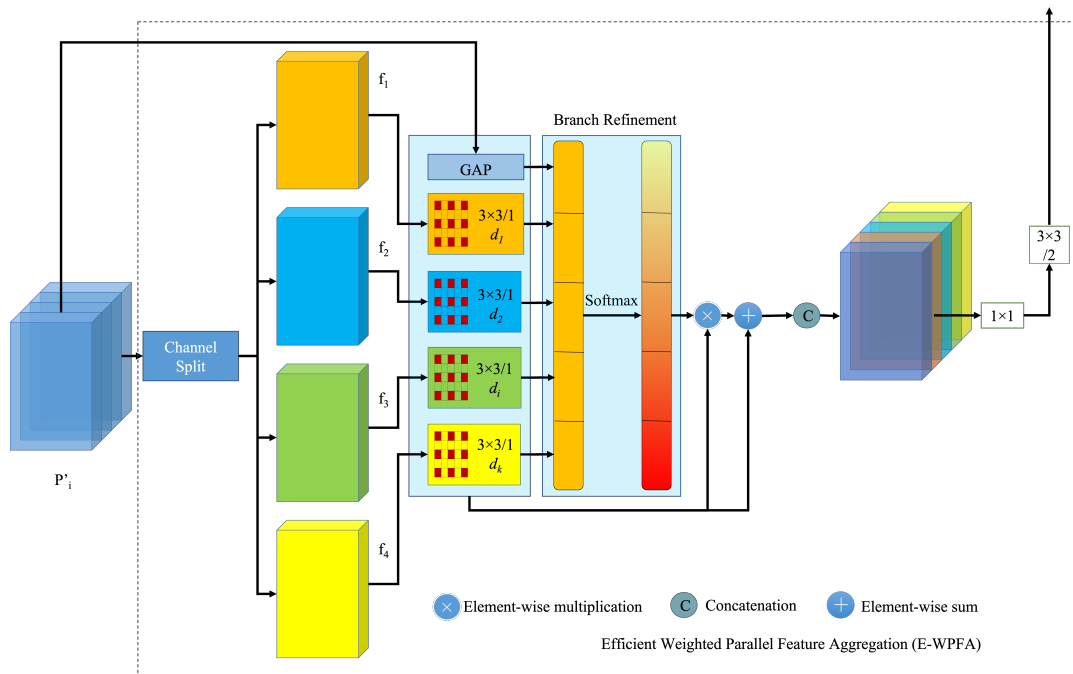 f₁
Branch Refinement
GAP
3×3/1
d₁
f₂
3×3/1
d₂
Softmax
×
+
C
3×3
/2
1×1
Channel
Split
f₃
3×3/1
dᵢ
3×3/1
dₖ
P’ᵢ
f₄
× Element-wise multiplication
C Concatenation
+ Element-wise sum
Efficient Weighted Parallel Feature Aggregation (E-WPFA)